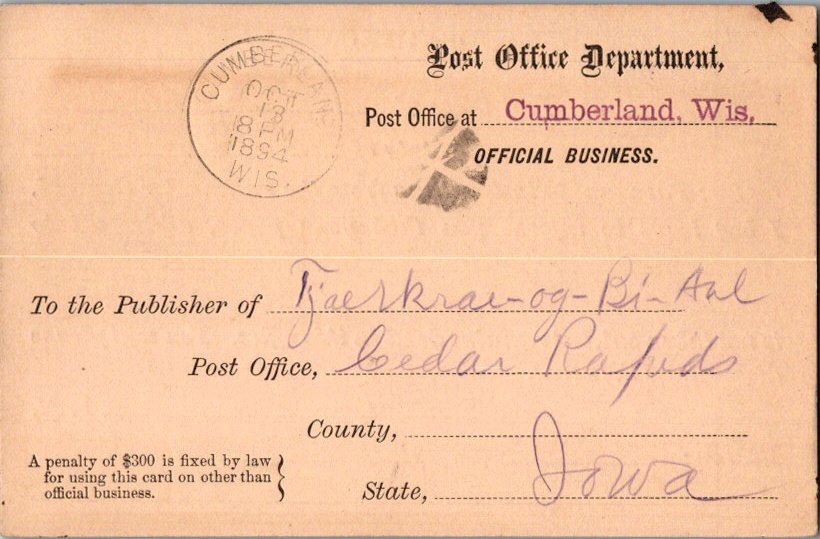 CUMBERLAND
OCT
18
8 PM
1894
WIS.
Post Office Department,
Post Office at Cumberland, Wis.
OFFICIAL BUSINESS.
To the Publisher of Fjaerkrae-og-Bi-Avl
Post Office, Cedar Rapids
County,
State, Iowa
A penalty of $300 is fixed by law
for using this card on other than
official business.